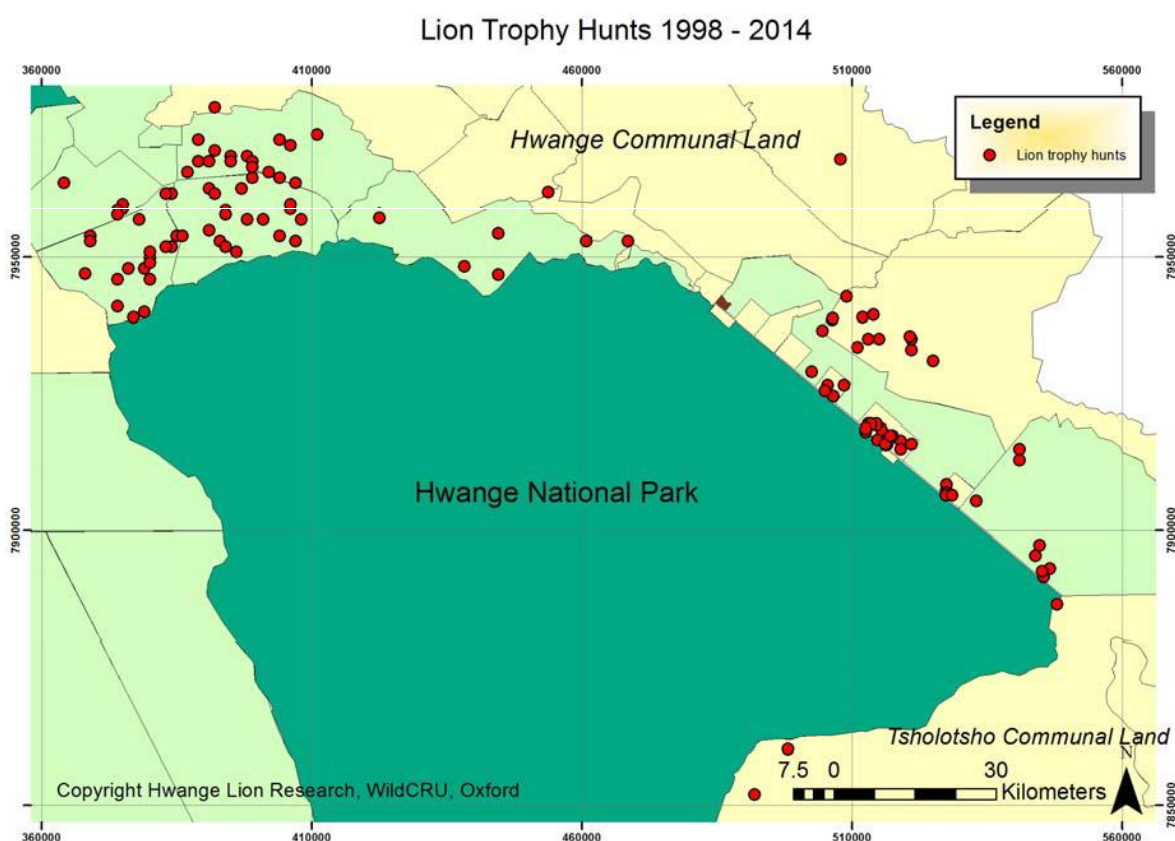 Lion Trophy Hunts 1998 - 2014
360000 410000 460000 510000 560000
Hwange Communal Land
Legend
Lion trophy hunts
7950000 7950000
Hwange National Park
7900000 7900000
Tsholotsho Communal Land
N
7.5 0 30
Kilometers
Copyright Hwange Lion Research, WildCRU, Oxford
7850000
360000 410000 460000 510000 560000